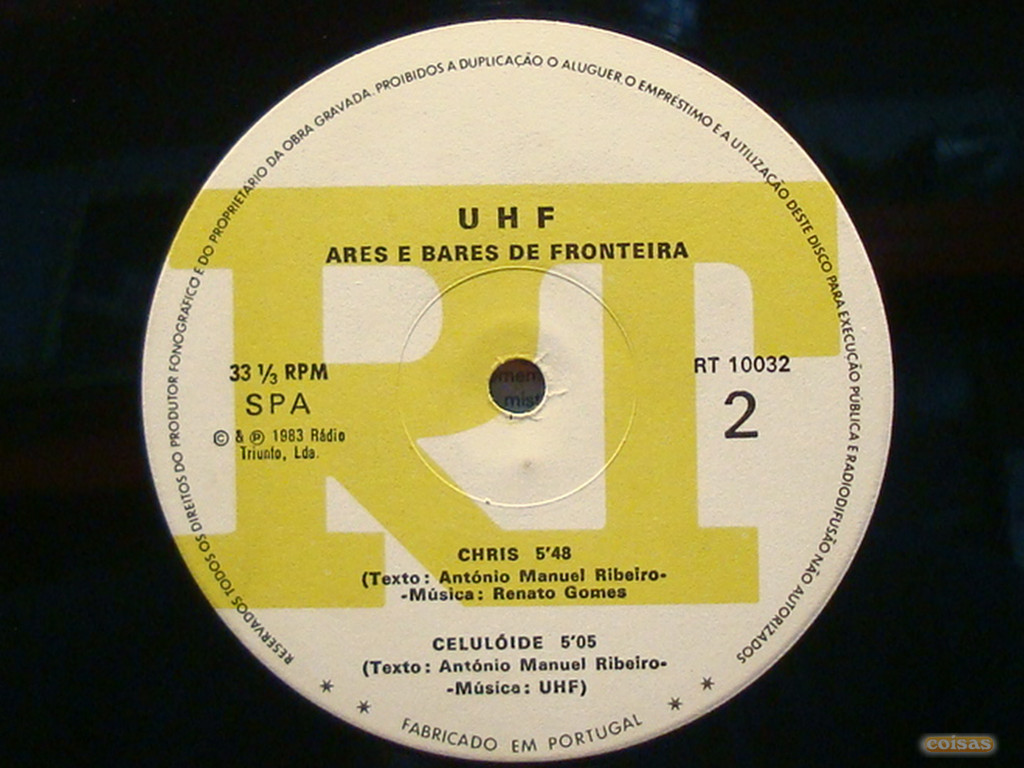 RESERVADOS TODOS OS DIREITOS DO PRODUTOR FONOGRÁFICO E DO PROPRIETÁRIO DA OBRA GRAVADA. PROIBIDOS A DUPLICAÇÃO O ALUGUER, O EMPRÉSTIMO E A UTILIZAÇÃO DESTE DISCO PARA EXECUÇÃO PÚBLICA E RADIODIFUSÃO NÃO AUTORIZADOS
RT
UHF
ARES E BARES DE FRONTEIRA
33 ⅓ RPM
SPA
© & ℗ 1983 Rádio
Triunfo, Lda.
RT 10032
2
CHRIS 5'48
(Texto: António Manuel Ribeiro-
-Música: Renato Gomes
CELULÓIDE 5'05
(Texto: António Manuel Ribeiro-
-Música: UHF)
* * FABRICADO EM PORTUGAL * *
coisas